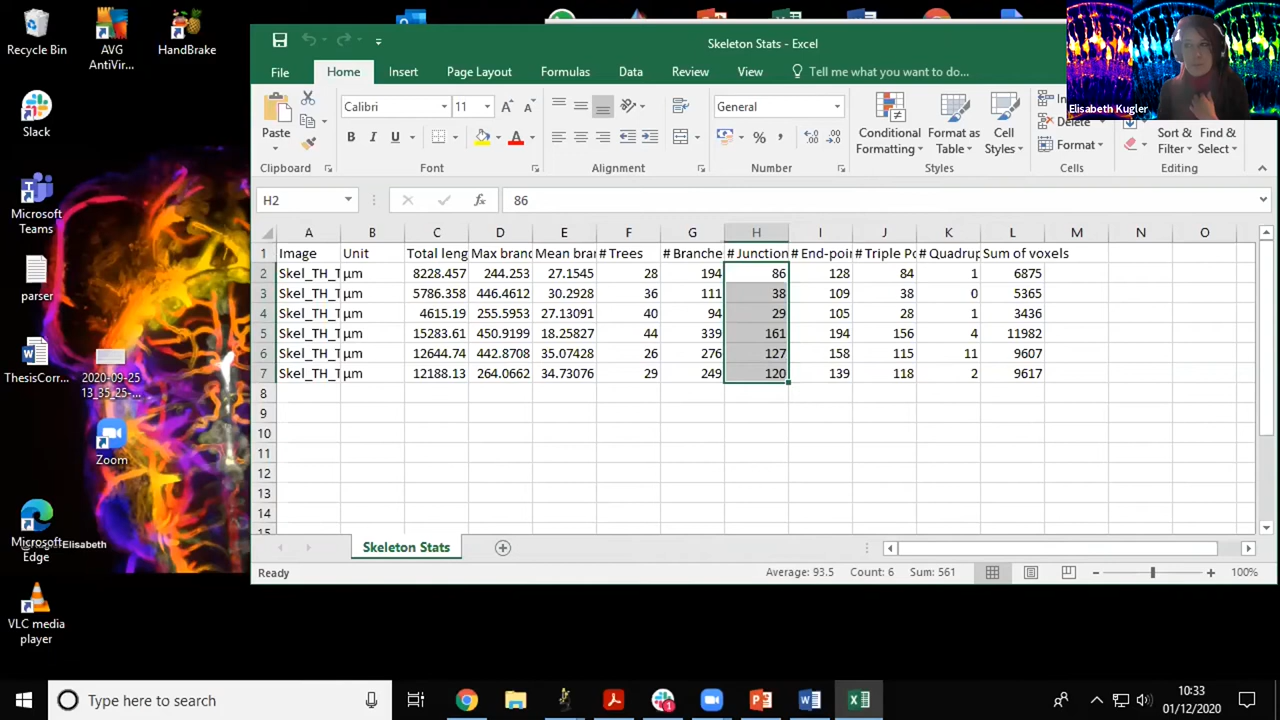 Recycle Bin
AVG
AntiVir...
HandBrake
Slack
Microsoft
Teams
parser
ThesisCorr...
2020-09-25
13_35_25-...
Zoom
Microsoft
Edge
Elisabeth
VLC media
player
Skeleton Stats - Excel
Elisabeth Kugler
File
Home
Insert
Page Layout
Formulas
Data
Review
View
Tell me what you want to do...
Paste
Clipboard
Calibri
11
B I U
Font
Alignment
General
Number
Conditional
Formatting
Format as
Table
Cell
Styles
Styles
In
Delete
Format
Cells
Sort &
Filter
Find &
Select
Editing
H2
fx
86
A B C D E F G H I J K L M N O
1 Image Unit Total leng Max branc Mean bra # Trees # Branche # Junction # End-poir # Triple Po # Quadrup Sum of voxels
2 Skel_TH_T µm 8228.457 244.253 27.1545 28 194 86 128 84 1 6875
3 Skel_TH_T µm 5786.358 446.4612 30.2928 36 111 38 109 38 0 5365
4 Skel_TH_T µm 4615.19 255.5953 27.13091 40 94 29 105 28 1 3436
5 Skel_TH_T µm 15283.61 450.9199 18.25827 44 339 161 194 156 4 11982
6 Skel_TH_T µm 12644.74 442.8708 35.07428 26 276 127 158 115 11 9607
7 Skel_TH_T µm 12188.13 264.0662 34.73076 29 249 120 139 118 2 9617
8
9
10
11
12
13
14
15
Skeleton Stats
Ready
Average: 93.5 Count: 6 Sum: 561
100%
Type here to search
10:33
01/12/2020